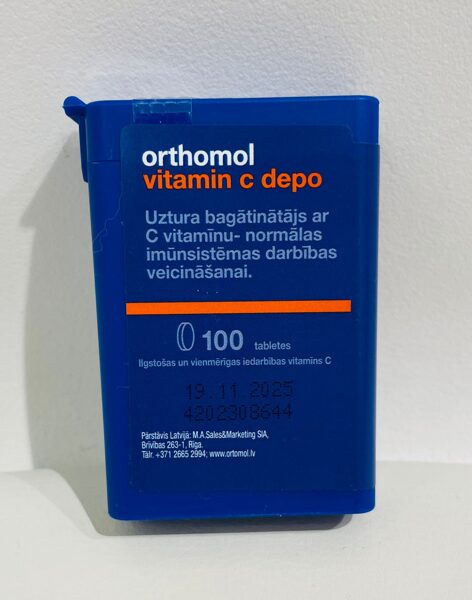 orthomol
vitamin c depo
Uztura bagātinātājs ar
C vitamīnu- normālas
imūnsistēmas darbības
veicināšanai.
100 tabletes
Ilgstošas un vienmērīgas iedarbības vitamīns C
19.11.2025
4202308644
Pārstāvis Latvijā: M.A.Sales&Marketing SIA,
Brīvības 263-1, Rīga.
Tālr. +371 2665 2994; www.ortomol.lv